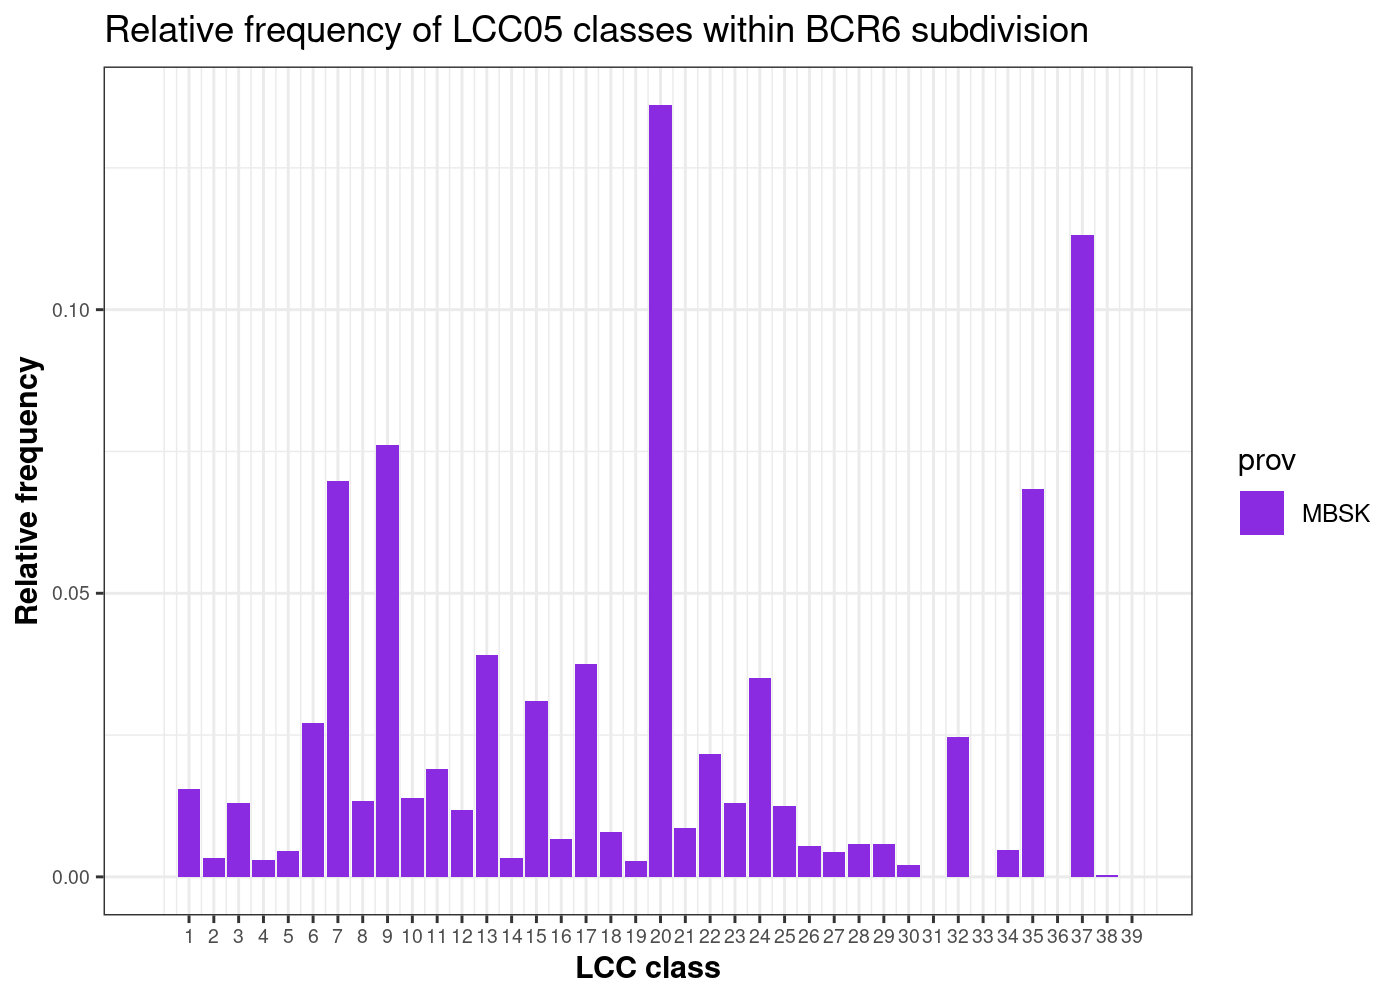 Relative frequency of LCC05 classes within BCR6 subdivision
Relative frequency
0.10
0.05
0.00
1 2 3 4 5 6 7 8 9 10 11 12 13 14 15 16 17 18 19 20 21 22 23 24 25 26 27 28 29 30 31 32 33 34 35 36 37 38 39
LCC class
prov
MBSK